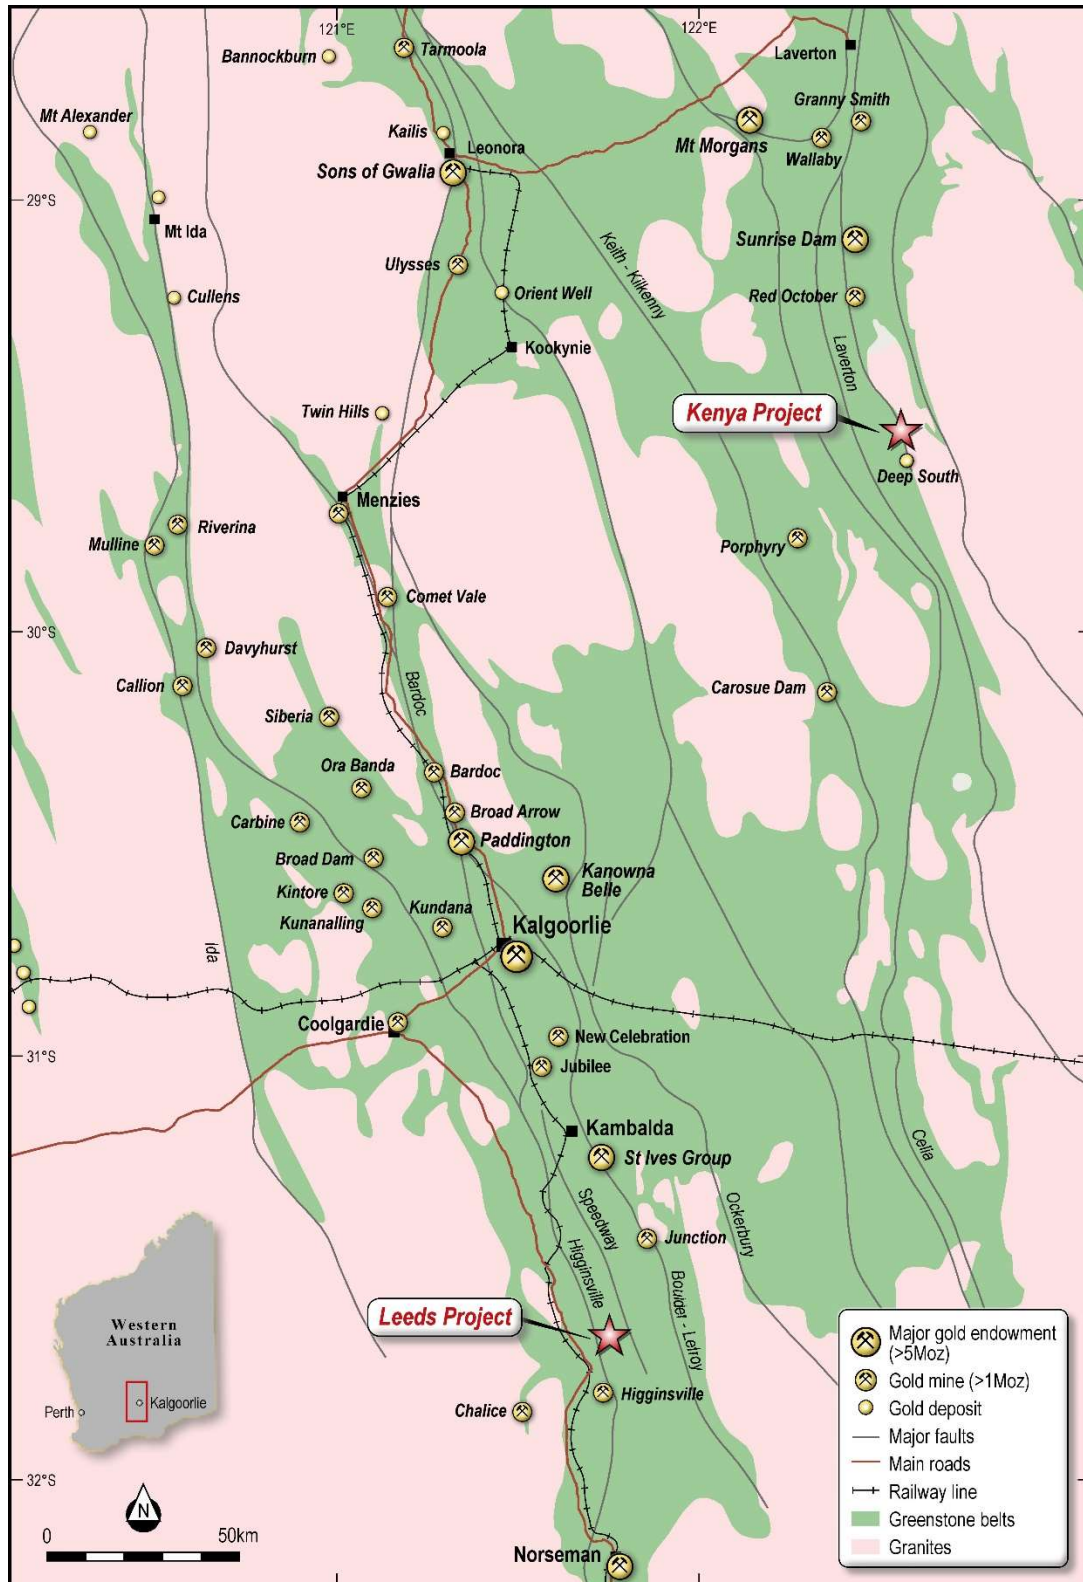 121°E
122°E
Bannockburn
Tarmoola
Laverton
Mt Alexander
Granny Smith
Kailis
Leonora
Mt Morgans
Wallaby
Sons of Gwalia
29°S
Mt Ida
Keith - Kilkenny
Sunrise Dam
Ulysses
Cullens
Orient Well
Red October
Kookynie
Laverton
Twin Hills
Kenya Project
Deep South
Menzies
Riverina
Mulline
Porphyry
Comet Vale
30°S
Davyhurst
Callion
Bardoc
Carosue Dam
Siberia
Ora Banda
Bardoc
Carbine
Broad Arrow
Paddington
Broad Dam
Kanowna
Belle
Kintore
Kunanalling
Kundana
Kalgoorlie
Ida
Coolgardie
New Celebration
31°S
Jubilee
Kambalda
St Ives Group
Celia
Speedway
Ockerbury
Junction
Higginsville
Boulder - Lefroy
Leeds Project
Higginsville
Chalice
32°S
Norseman
Western
Australia
Perth
Kalgoorlie
N
0
50km
Major gold endowment
(>5Moz)
Gold mine (>1Moz)
Gold deposit
Major faults
Main roads
Railway line
Greenstone belts
Granites